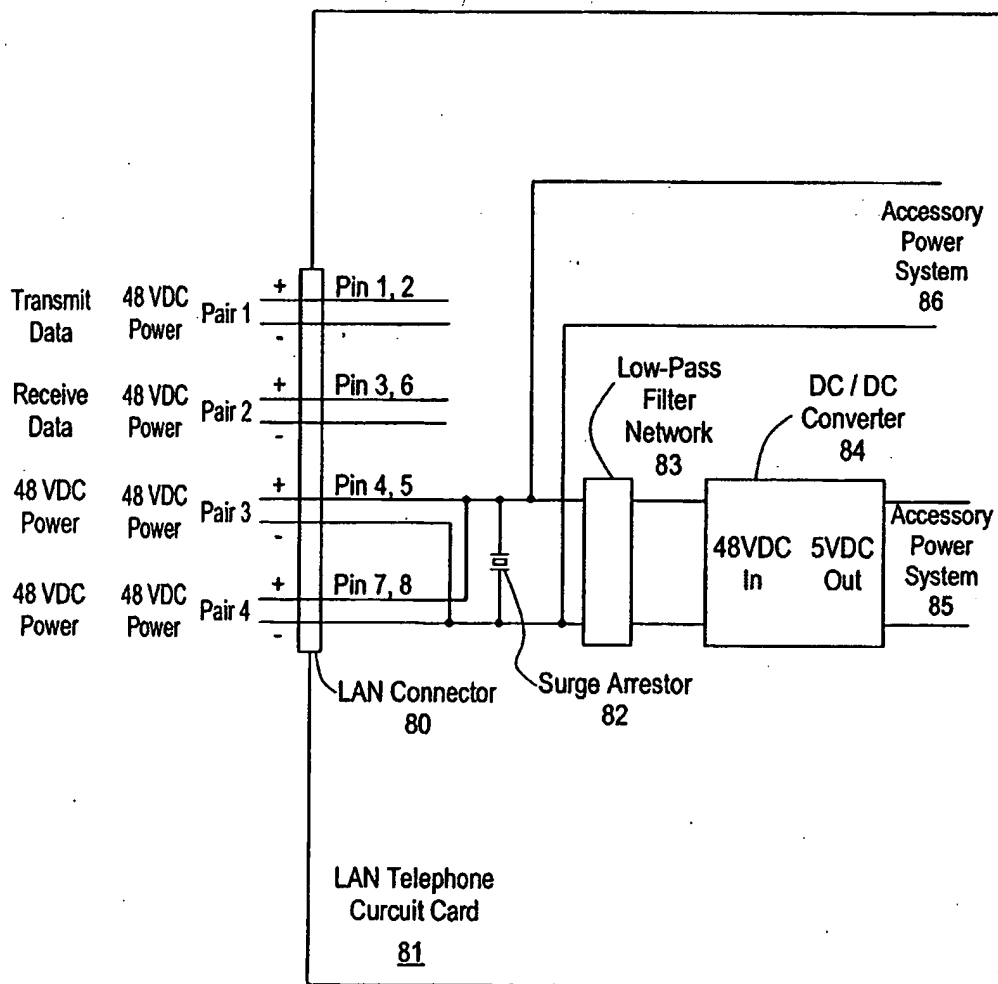 Accessory
Power
System
86
Transmit
Data
48 VDC
Power
Pair 1
+
-
Pin 1, 2
Receive
Data
48 VDC
Power
Pair 2
+
-
Pin 3, 6
48 VDC
Power
48 VDC
Power
Pair 3
+
-
Pin 4, 5
48 VDC
Power
48 VDC
Power
Pair 4
+
-
Pin 7, 8
Low-Pass
Filter
Network
83
DC / DC
Converter
84
48VDC
In
5VDC
Out
Accessory
Power
System
85
LAN Connector
80
Surge Arrestor
82
LAN Telephone
Curcuit Card
81